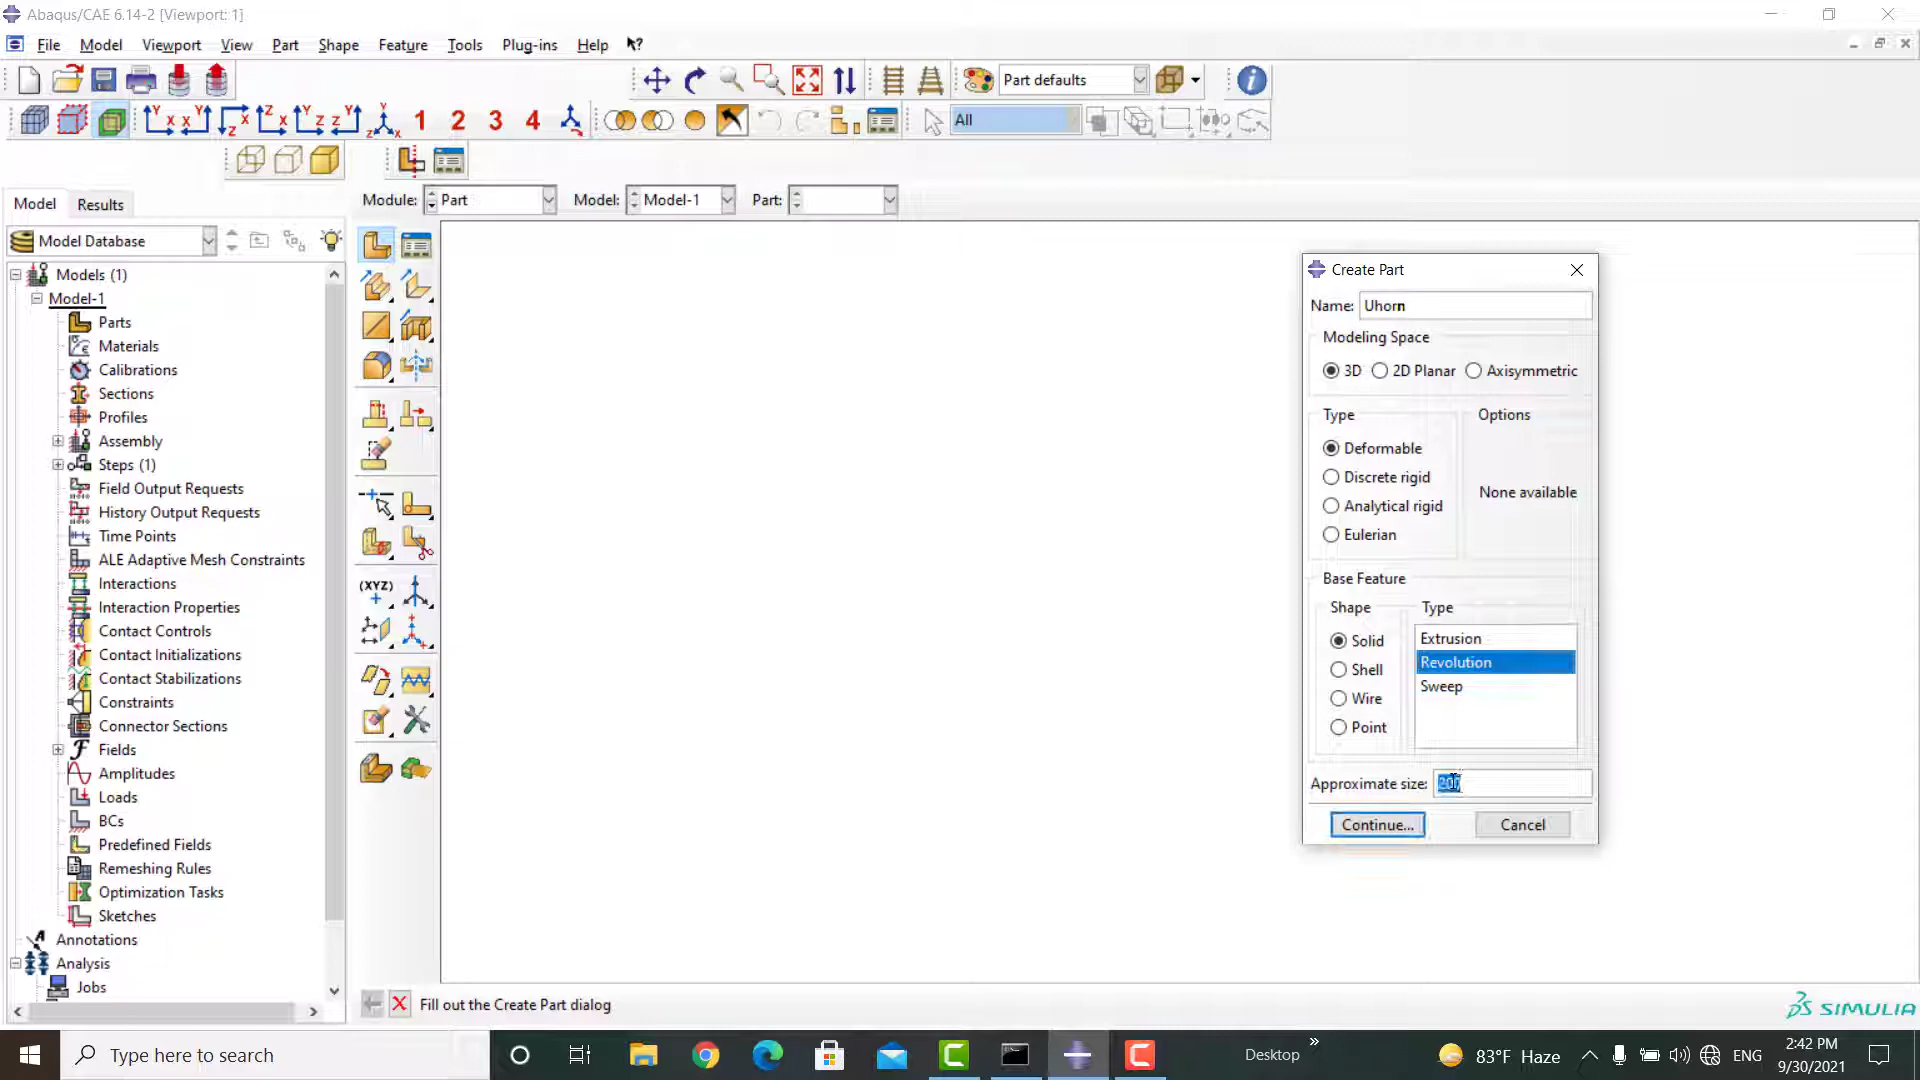 Abaqus/CAE 6.14-2 [Viewport: 1]
File Model Viewport View Part Shape Feature Tools Plug-ins Help
Part defaults
1 2 3 4
All
Model Results
Module: Part Model: Model-1 Part:
Model Database
Models (1)
Model-1
Parts
Materials
Calibrations
Sections
Profiles
Assembly
Steps (1)
Field Output Requests
History Output Requests
Time Points
ALE Adaptive Mesh Constraints
Interactions
Interaction Properties
Contact Controls
Contact Initializations
Contact Stabilizations
Constraints
Connector Sections
Fields
Amplitudes
Loads
BCs
Predefined Fields
Remeshing Rules
Optimization Tasks
Sketches
Annotations
Analysis
Jobs
(XYZ)
Create Part
Name: Uhorn
Modeling Space
3D 2D Planar Axisymmetric
Type Options
Deformable
Discrete rigid
Analytical rigid
Eulerian
None available
Base Feature
Shape Type
Solid
Shell
Wire
Point
Extrusion
Revolution
Sweep
Approximate size:
Continue... Cancel
Fill out the Create Part dialog
SIMULIA
Type here to search
Desktop
83°F Haze
ENG
2:42 PM
9/30/2021